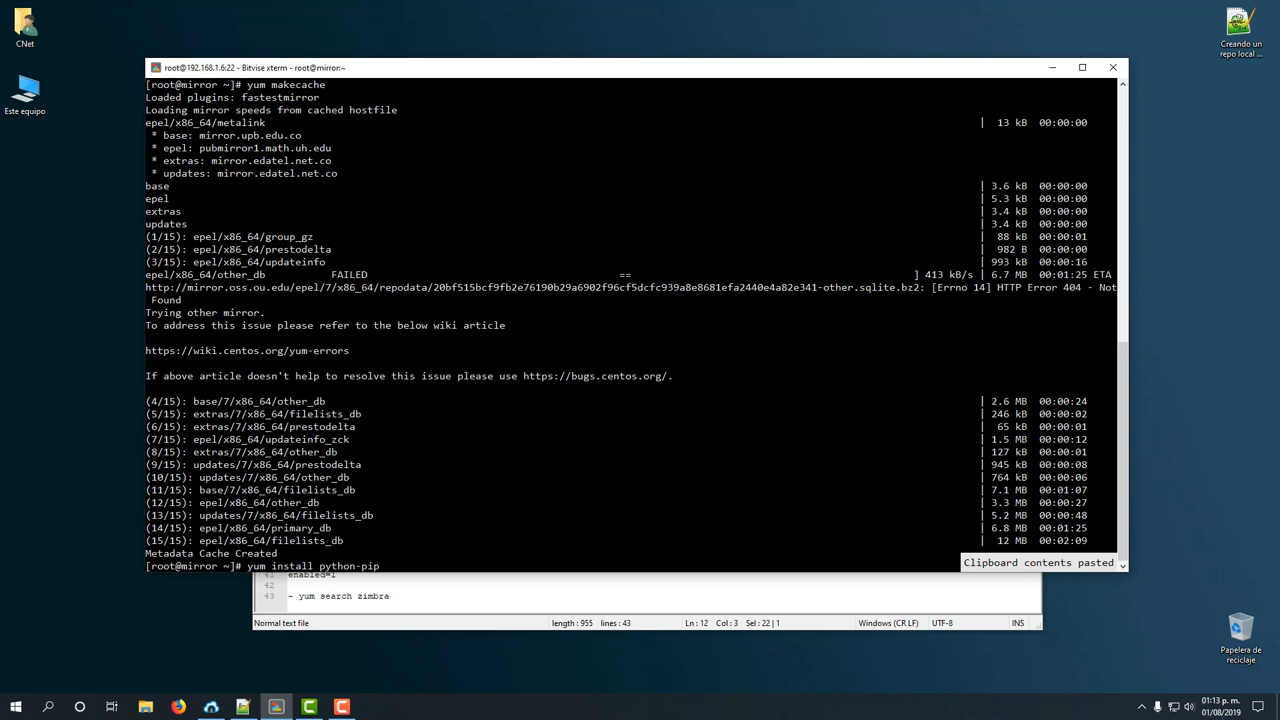 CNet
Este equipo
Creando un
repo local ...
root@192.168.1.6:22 - Bitvise xterm - root@mirror:~
[root@mirror ~]# yum makecache
Loaded plugins: fastestmirror
Loading mirror speeds from cached hostfile
epel/x86_64/metalink | 13 kB 00:00:00
* base: mirror.upb.edu.co
* epel: pubmirror1.math.uh.edu
* extras: mirror.edatel.net.co
* updates: mirror.edatel.net.co
base | 3.6 kB 00:00:00
epel | 5.3 kB 00:00:00
extras | 3.4 kB 00:00:00
updates | 3.4 kB 00:00:00
(1/15): epel/x86_64/group_gz | 88 kB 00:00:01
(2/15): epel/x86_64/prestodelta | 982 B 00:00:00
(3/15): epel/x86_64/updateinfo | 993 kB 00:00:16
epel/x86_64/other_db FAILED == ] 413 kB/s | 6.7 MB 00:01:25 ETA
http://mirror.oss.ou.edu/epel/7/x86_64/repodata/20bf515bcf9fb2e76190b29a6902f96cf5dcfc939a8e8681efa2440e4a82e341-other.sqlite.bz2: [Errno 14] HTTP Error 404 - Not
Found
Trying other mirror.
To address this issue please refer to the below wiki article
https://wiki.centos.org/yum-errors
If above article doesn't help to resolve this issue please use https://bugs.centos.org/.
(4/15): base/7/x86_64/other_db | 2.6 MB 00:00:24
(5/15): extras/7/x86_64/filelists_db | 246 kB 00:00:02
(6/15): extras/7/x86_64/prestodelta | 65 kB 00:00:01
(7/15): epel/x86_64/updateinfo_zck | 1.5 MB 00:00:12
(8/15): extras/7/x86_64/other_db | 127 kB 00:00:01
(9/15): updates/7/x86_64/prestodelta | 945 kB 00:00:08
(10/15): updates/7/x86_64/other_db | 764 kB 00:00:06
(11/15): base/7/x86_64/filelists_db | 7.1 MB 00:01:07
(12/15): epel/x86_64/other_db | 3.3 MB 00:00:27
(13/15): updates/7/x86_64/filelists_db | 5.2 MB 00:00:48
(14/15): epel/x86_64/primary_db | 6.8 MB 00:01:25
(15/15): epel/x86_64/filelists_db | 12 MB 00:02:09
Metadata Cache Created
[root@mirror ~]# yum install python-pip
Clipboard contents pasted
41 enabled=1
42
43 - yum search zimbra
Normal text file length : 955 lines : 43 Ln : 12 Col : 3 Sel : 22 | 1 Windows (CR LF) UTF-8 INS
Papelera de
reciclaje
01:13 p. m.
01/08/2019